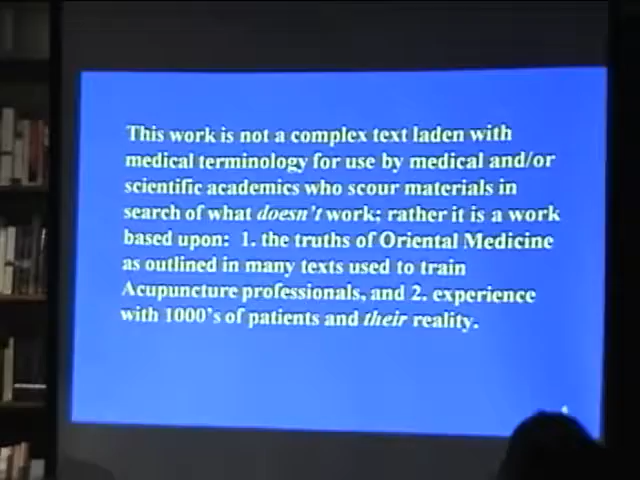 This work is not a complex text laden with
medical terminology for use by medical and/or
scientific academics who scour materials in
search of what doesn't work; rather it is a work
based upon: 1. the truths of Oriental Medicine
as outlined in many texts used to train
Acupuncture professionals, and 2. experience
with 1000's of patients and their reality.